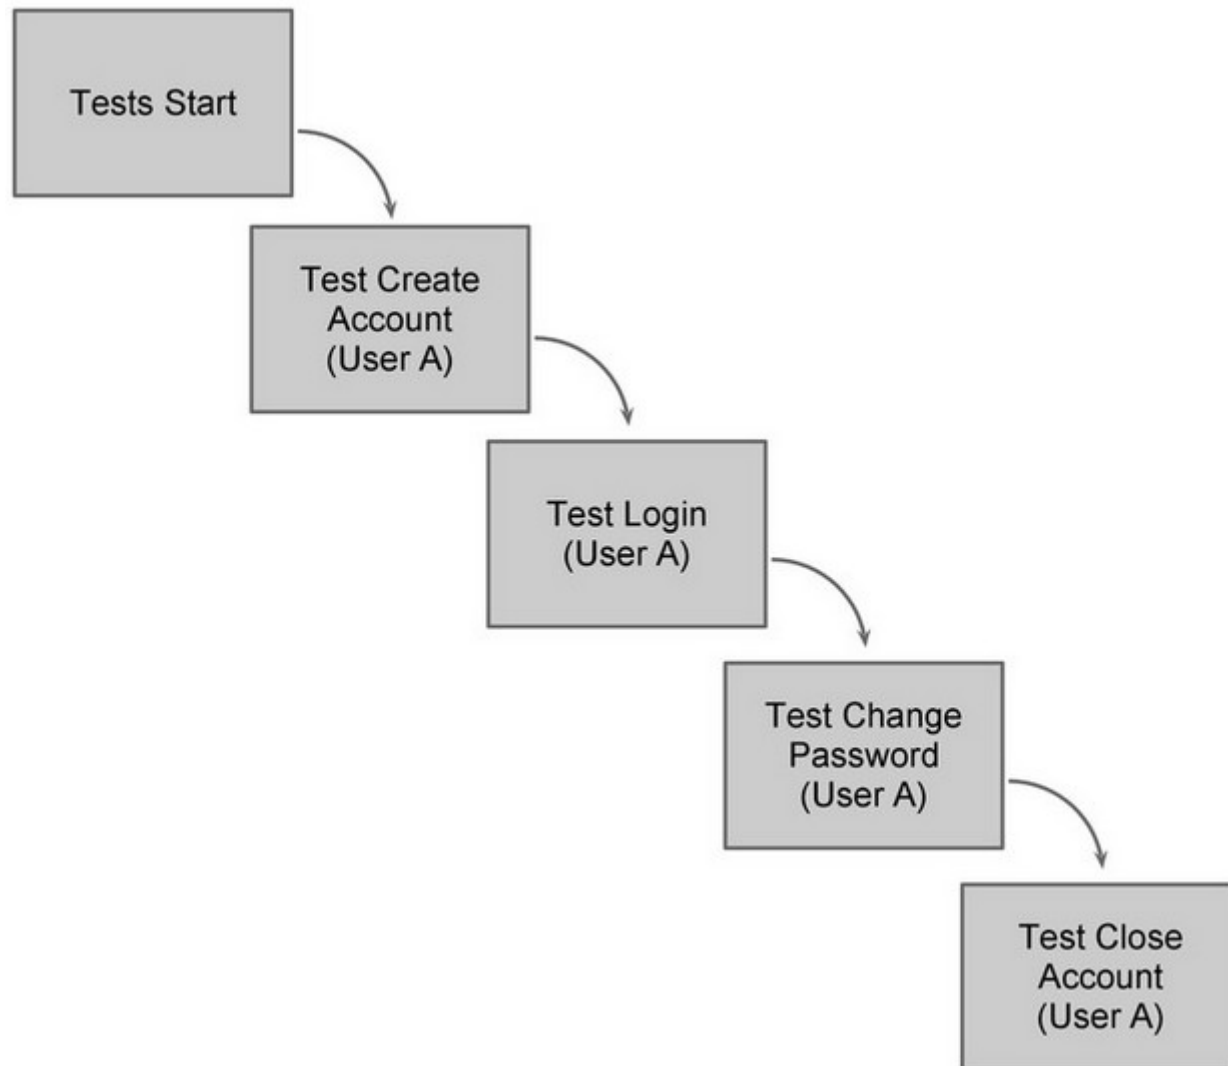 Tests Start
Test Create
Account
(User A)
Test Login
(User A)
Test Change
Password
(User A)
Test Close
Account
(User A)